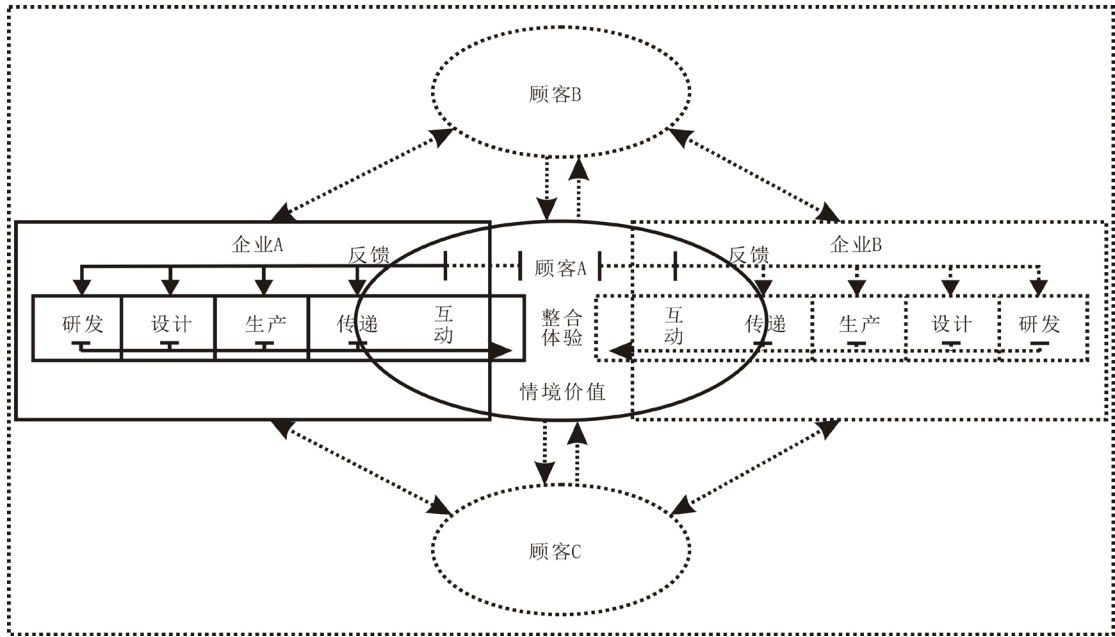 顾客B
企业A
反馈
顾客A
反馈
企业B
研发
设计
生产
传递
互动
整合
体验
互动
传递
生产
设计
研发
情境价值
顾客C